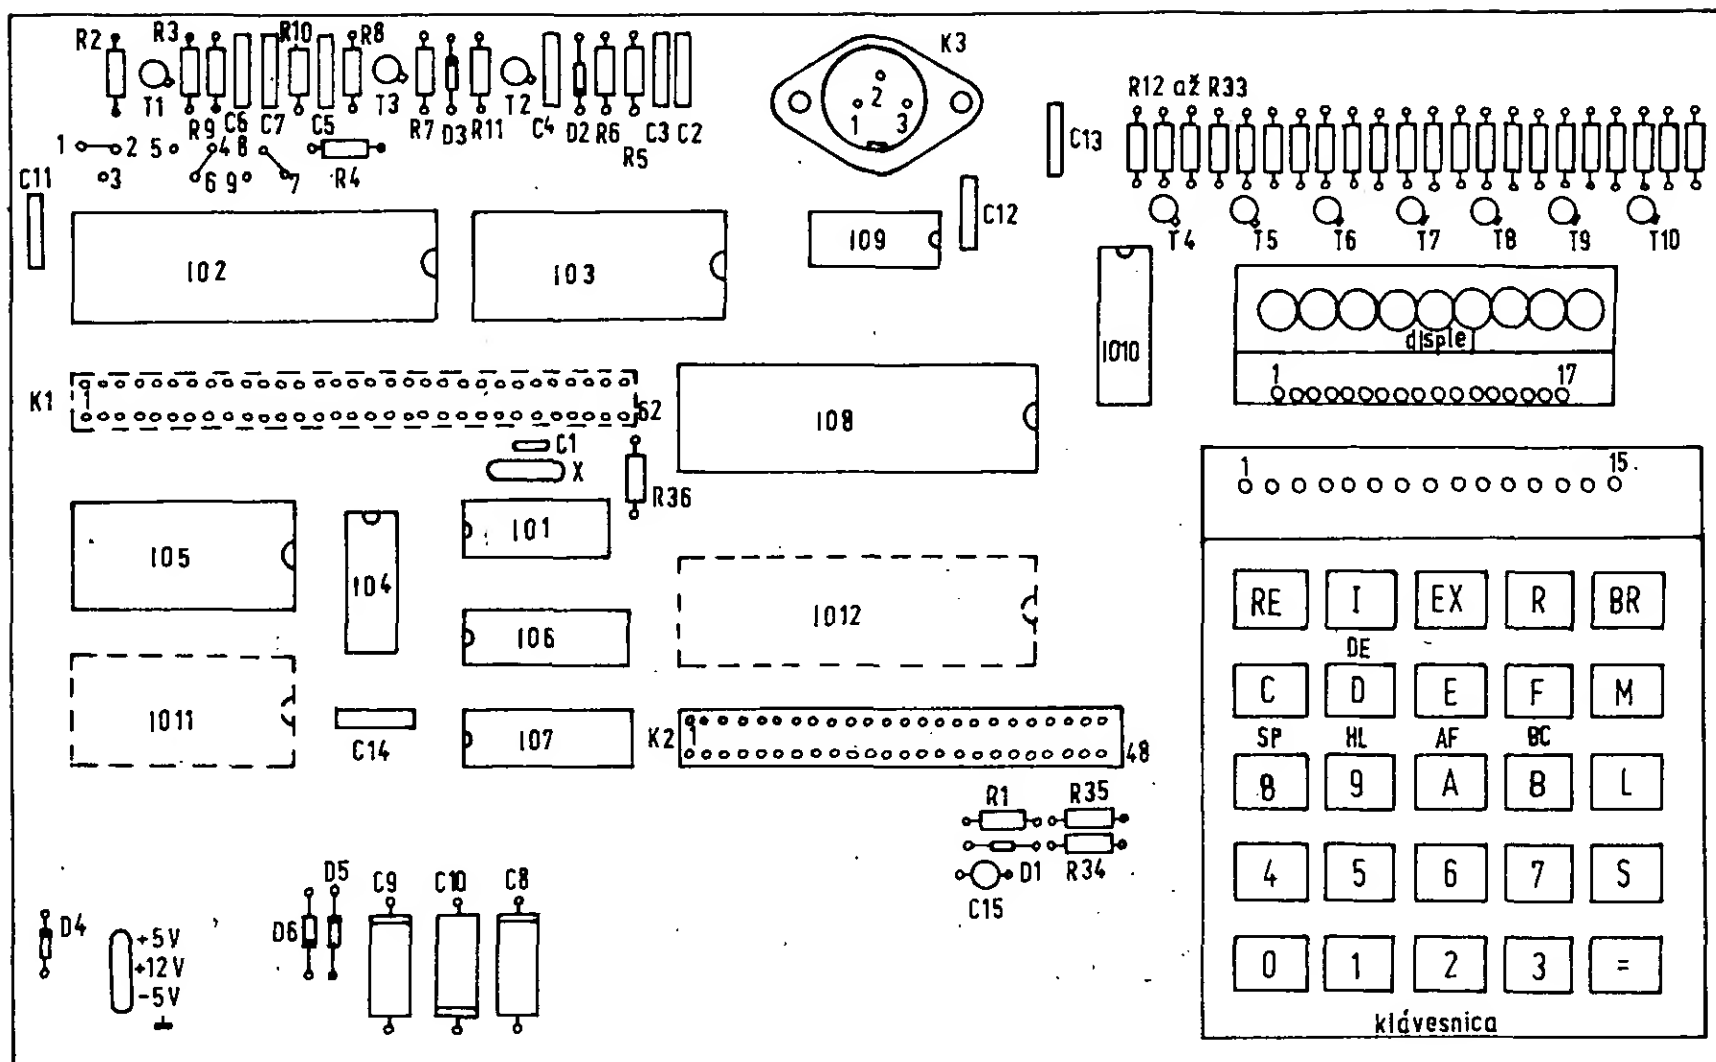 R2 R3 R10 R8 K3
T1 T3 T2
R9 C6 C7 C5 R7 D3 R11 C4 D2 R6 C3 C2
R5
1 2 3
R12 až R33
C13
1 2 5 4 8
3 6 9 7
R4
C11
C12
T4 T5 T6 T7 T8 T9 T10
IO2 IO3 IO9
IO10
displej
1 17
K1 1 62
C1
X
R36
IO8
1 15
IO5 IO4 IO1
IO6
IO12
IO11
C14
IO7
K2 1 48
RE I EX R BR
DE
C D E F M
SP HL AF BC
8 9 A B L
4 5 6 7 S
0 1 2 3 =
klávesnica
R1 R35
D1 R34
C15
D4
+5V
+12V
-5V
D5
D6
C9 C10 C8